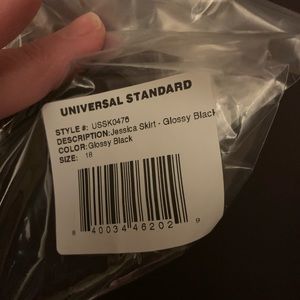 UNIVERSAL STANDARD
STYLE #: USSK0476
DESCRIPTION:Jessica Skirt - Glossy Black
COLOR:Glossy Black
SIZE: 18
8 40034 46202 9